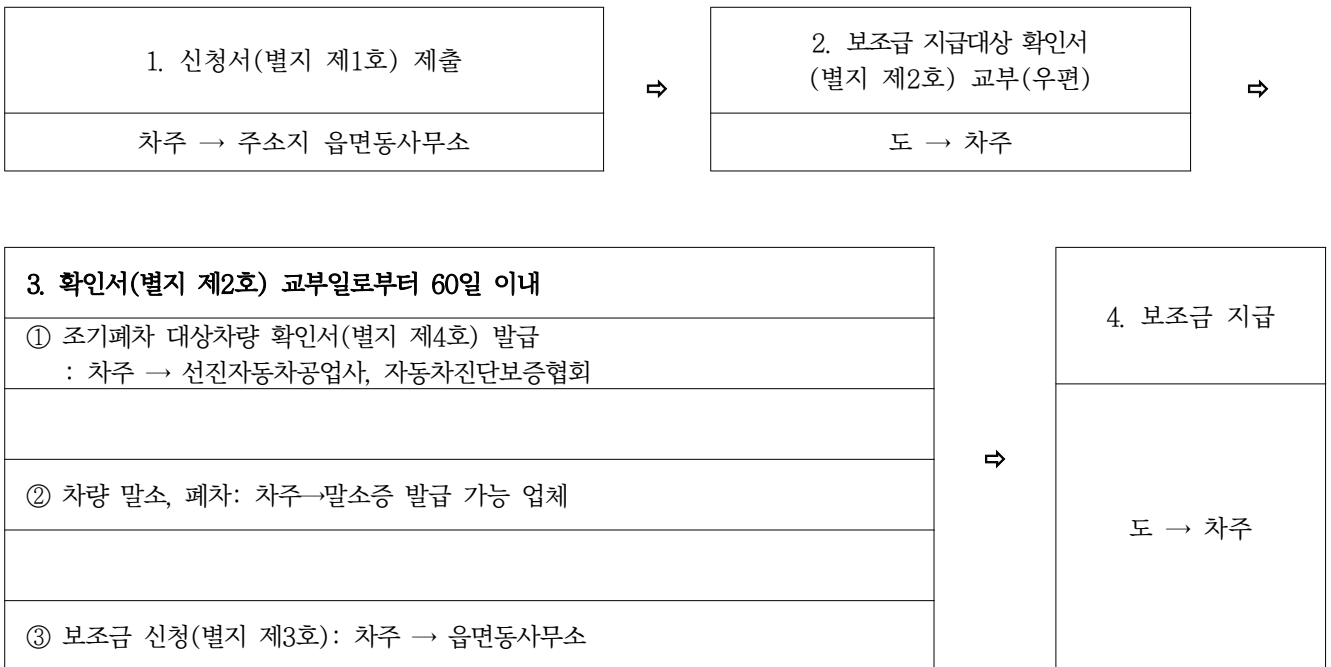 1. 신청서(별지 제1호) 제출
차주 → 주소지 읍면동사무소
⇨
2. 보조금 지급대상 확인서
(별지 제2호) 교부(우편)
도 → 차주
⇨
3. 확인서(별지 제2호) 교부일로부터 60일 이내
① 조기폐차 대상차량 확인서(별지 제4호) 발급
: 차주 → 선진자동차공업사, 자동차진단보증협회
② 차량 말소, 폐차: 차주→말소증 발급 가능 업체
③ 보조금 신청(별지 제3호): 차주 → 읍면동사무소
⇨
4. 보조금 지급
도 → 차주